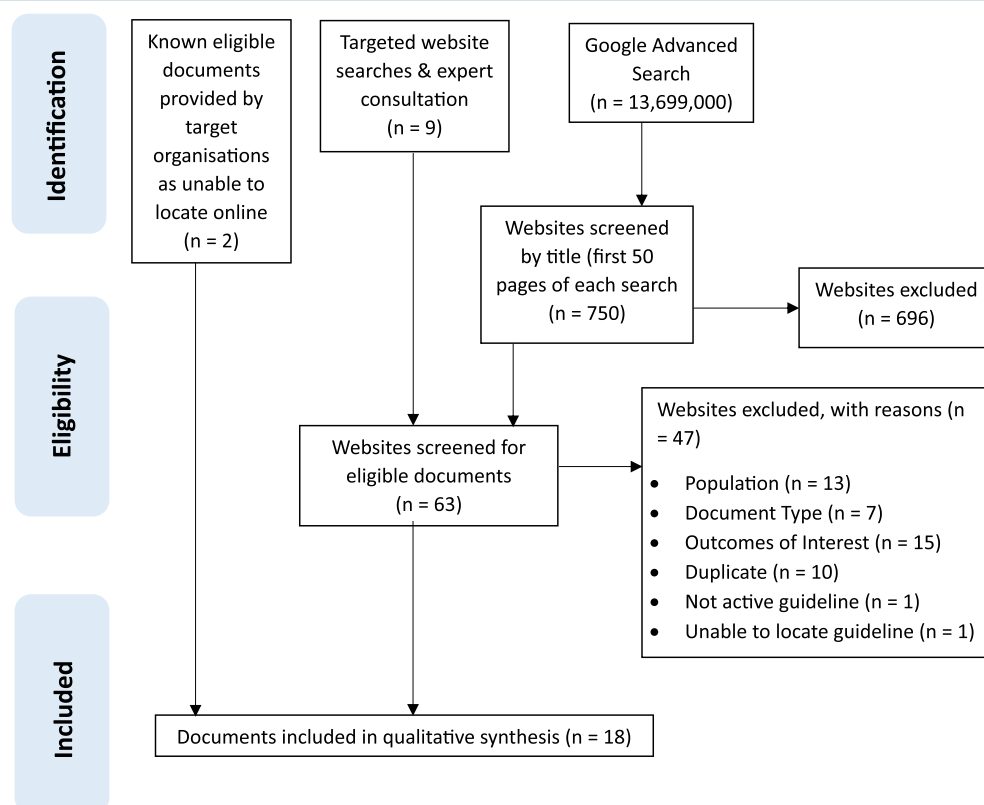 Identification
Known eligible
documents
provided by
target
organisations
as unable to
locate online
(n = 2)
Targeted website
searches & expert
consultation
(n = 9)
Google Advanced
Search
(n = 13,699,000)
Websites screened
by title (first 50
pages of each search
(n = 750)
Websites excluded
(n = 696)
Eligibility
Websites screened for
eligible documents
(n = 63)
Websites excluded, with reasons (n
= 47)
• Population (n = 13)
• Document Type (n = 7)
• Outcomes of Interest (n = 15)
• Duplicate (n = 10)
• Not active guideline (n = 1)
• Unable to locate guideline (n = 1)
Included
Documents included in qualitative synthesis (n = 18)